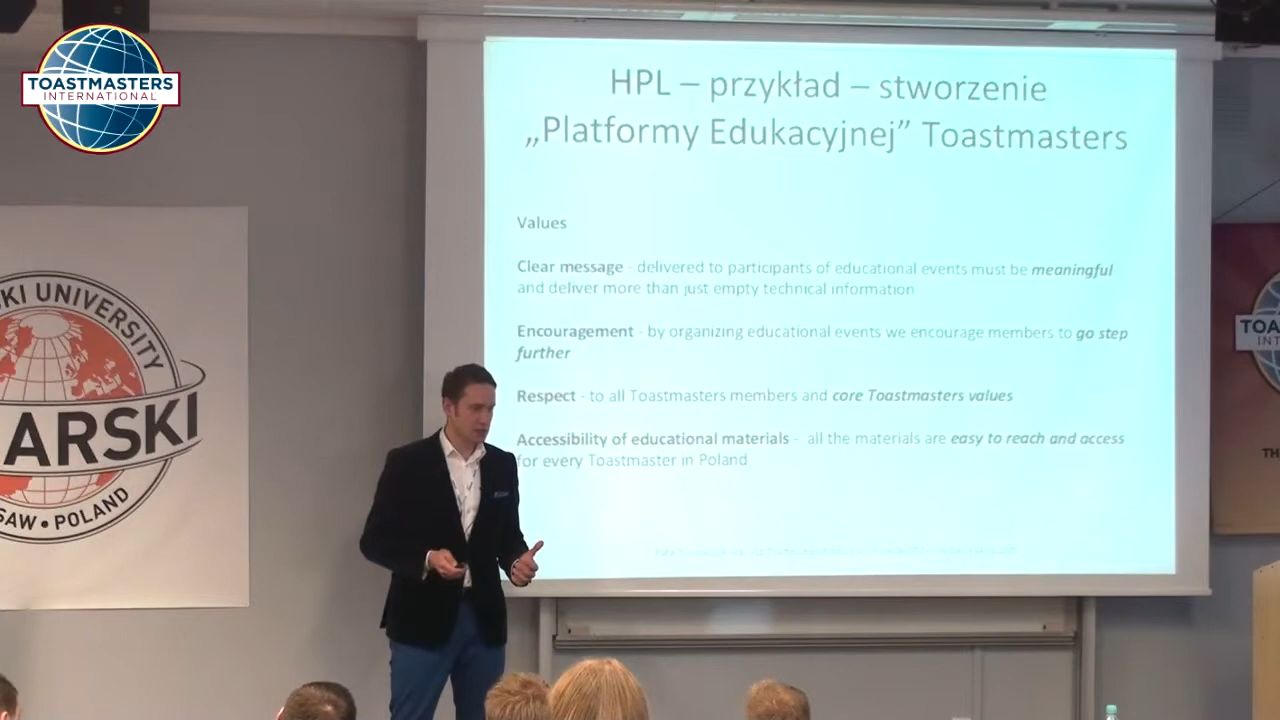 TOASTMASTERS
INTERNATIONAL
HPL – przykład – stworzenie
„Platformy Edukacyjnej” Toastmasters
Values
Clear message - delivered to participants of educational events must be meaningful
and deliver more than just empty technical information
Encouragement - by organizing educational events we encourage members to go step
further
Respect - to all Toastmasters members and core Toastmasters values
Accessibility of educational materials - all the materials are easy to reach and access
for every Toastmaster in Poland
SKI UNIVERSITY
ARSKI
SAW • POLAND
TOA
INT
TH